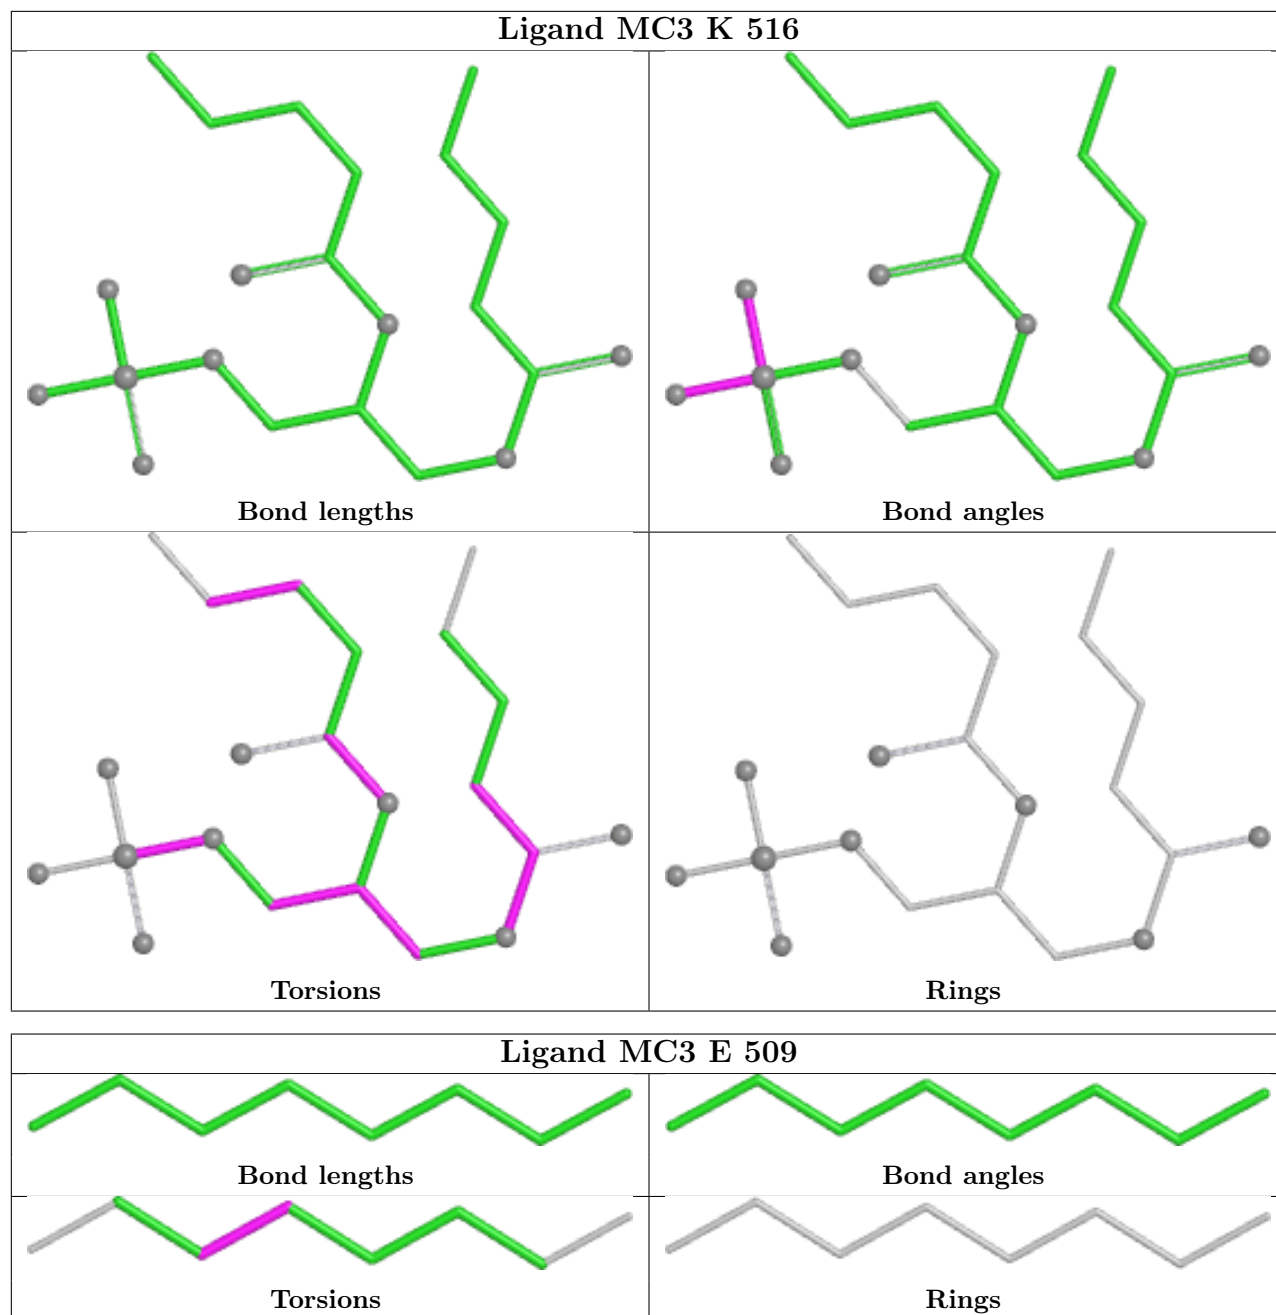 Ligand MC3 K 516
Bond lengths
Bond angles
Torsions
Rings
Ligand MC3 E 509
Bond lengths
Bond angles
Torsions
Rings